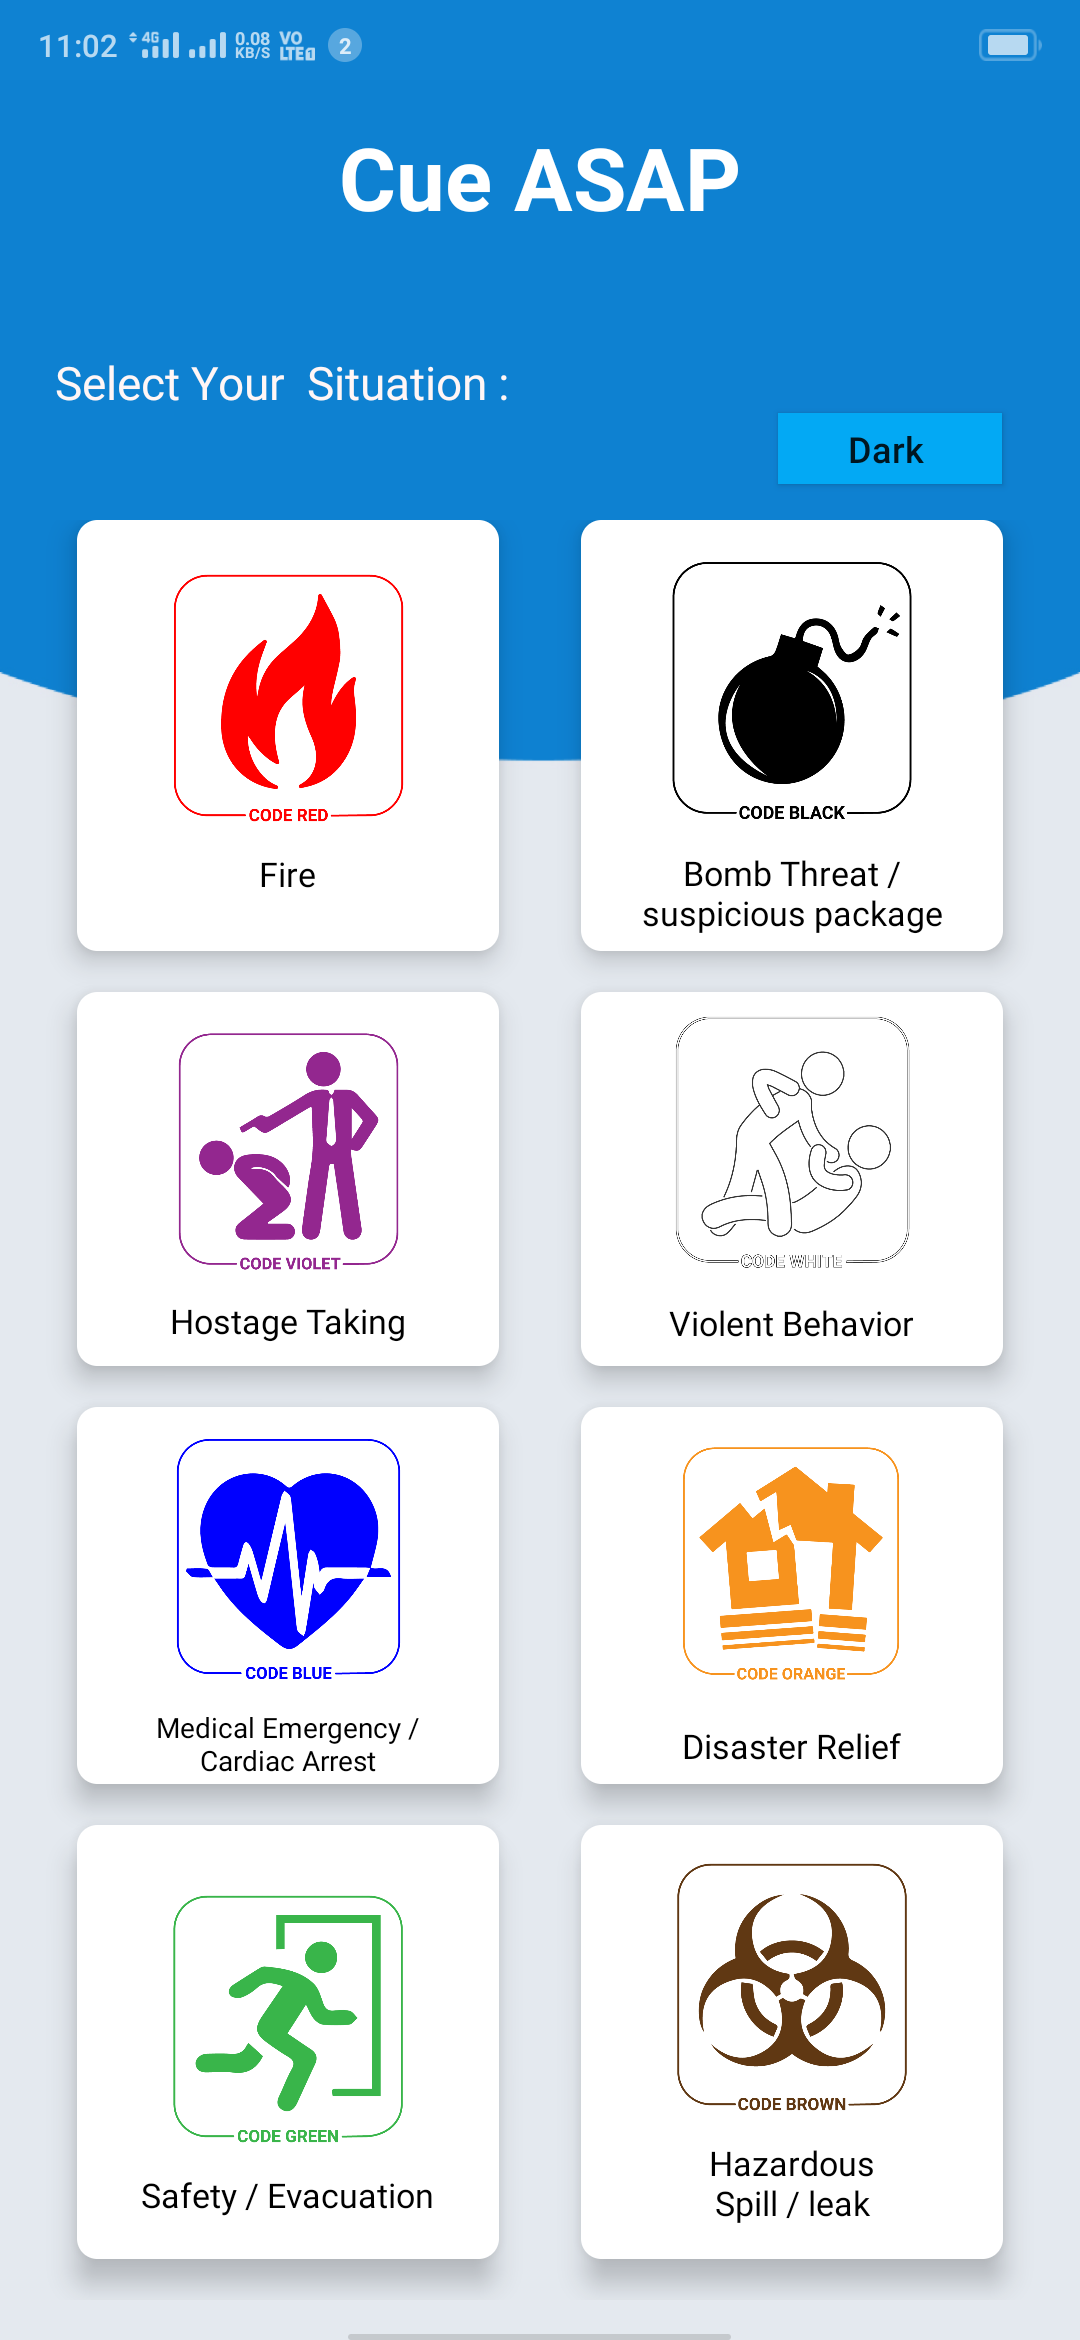 11:02 4G 0.08 KB/S VO LTE 2
Cue ASAP
Select Your Situation :
Dark
CODE RED
Fire
CODE BLACK
Bomb Threat /
suspicious package
CODE VIOLET
Hostage Taking
CODE WHITE
Violent Behavior
CODE BLUE
Medical Emergency /
Cardiac Arrest
CODE ORANGE
Disaster Relief
CODE GREEN
Safety / Evacuation
CODE BROWN
Hazardous
Spill / leak